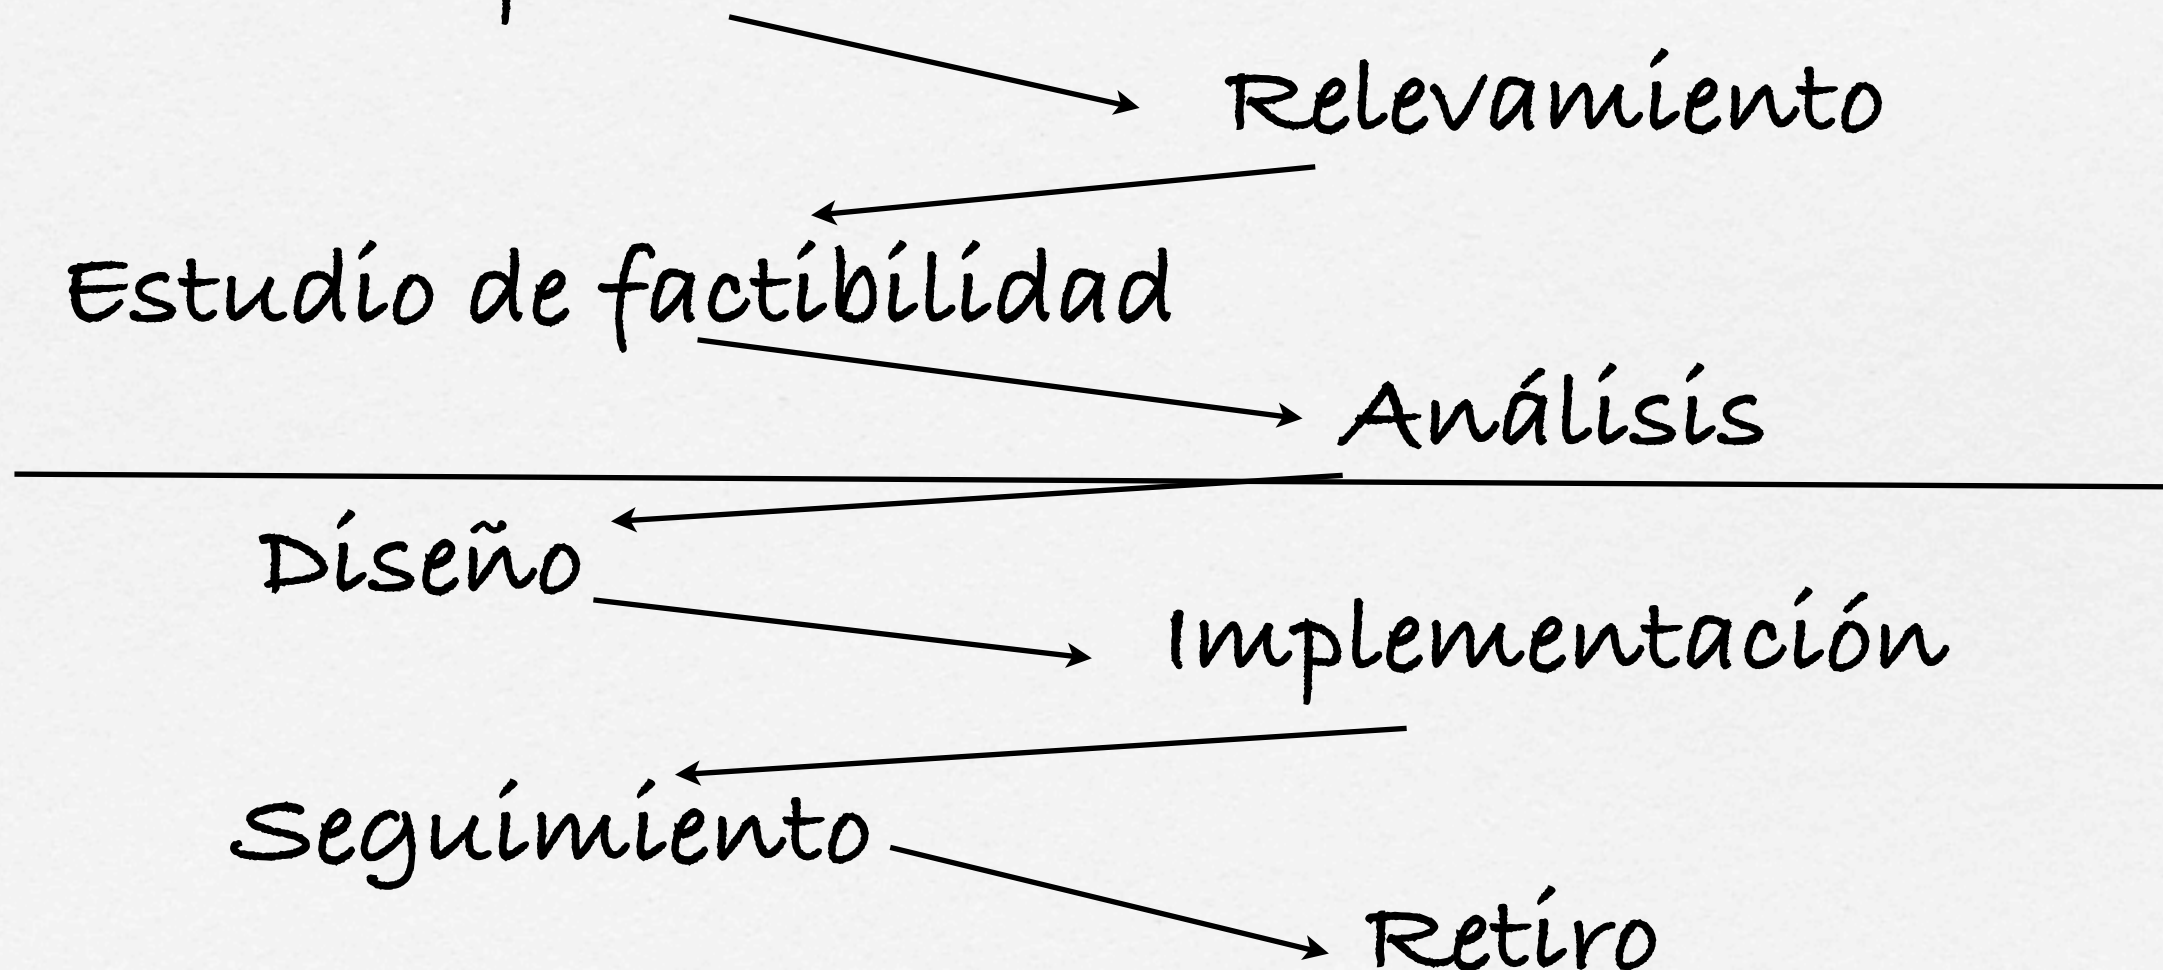 Relevamiento
Estudio de factibilidad
Análisis
Diseño
Implementación
Seguimiento
Retiro